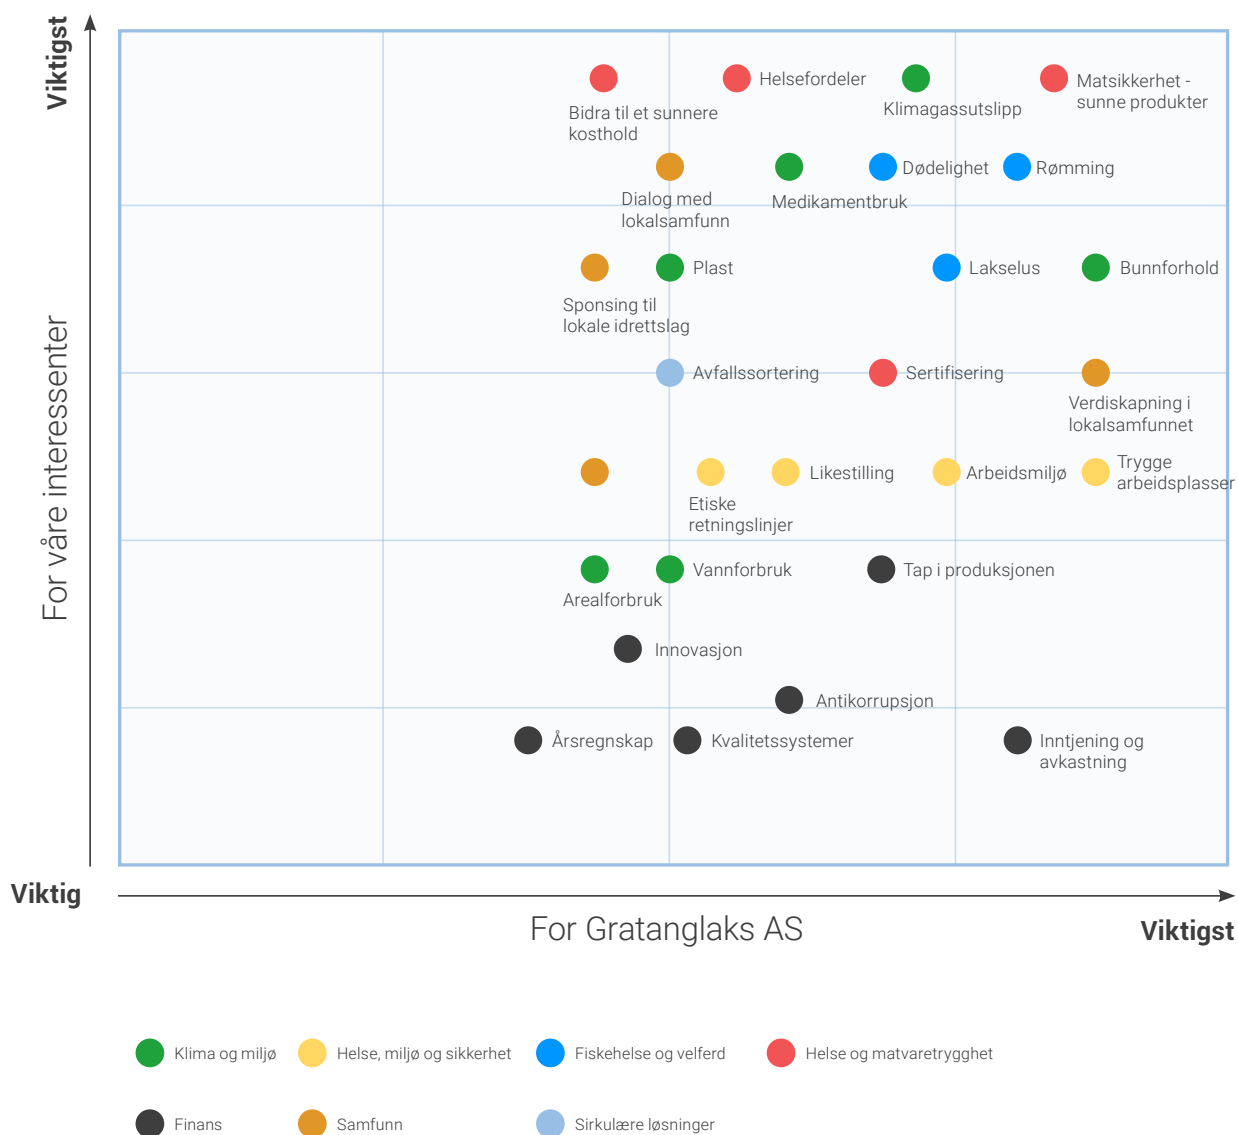 Viktigst
Bidra til et sunnere
kosthold
Helsefordeler
Klimagassutslipp
Matsikkerhet -
sunne produkter
Dialog med
lokalsamfunn
Medikamentbruk
Dødelighet
Rømming
Sponsing til
lokale idrettslag
Plast
Lakselus
Bunnforhold
Avfallssortering
Sertifisering
Verdiskapning i
lokalsamfunnet
For våre interessenter
Etiske
retningslinjer
Likestilling
Arbeidsmiljø
Trygge
arbeidsplasser
Arealforbruk
Vannforbruk
Tap i produksjonen
Innovasjon
Antikorrupsjon
Årsregnskap
Kvalitetssystemer
Inntjening og
avkastning
Viktig
For Gratanglaks AS
Viktigst
Klima og miljø
Helse, miljø og sikkerhet
Fiskehelse og velferd
Helse og matvaretrygghet
Finans
Samfunn
Sirkulære løsninger